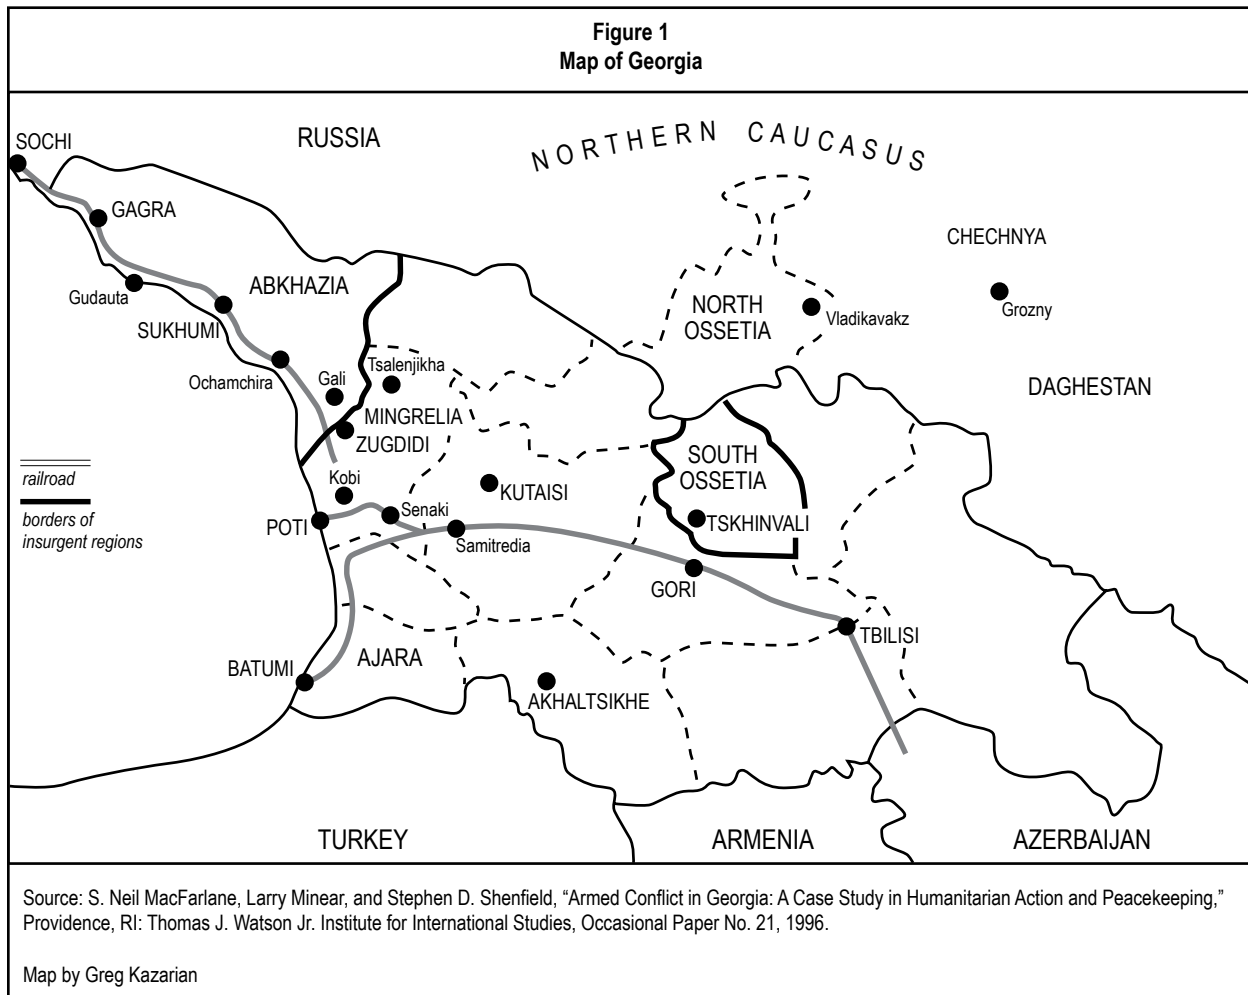 Figure 1
Map of Georgia
SOCHI
RUSSIA
NORTHERN CAUCASUS
GAGRA
CHECHNYA
Gudauta
ABKHAZIA
NORTH
OSSETIA
Vladikavakz
Grozny
SUKHUMI
Ochamchira
Gali
Tsalenjikha
DAGHESTAN
MINGRELIA
ZUGDIDI
SOUTH
OSSETIA
railroad
borders of
insurgent regions
Kobi
KUTAISI
POTI
Senaki
TSKHINVALI
Samitredia
GORI
TBILISI
BATUMI
AJARA
AKHALTSIKHE
TURKEY
ARMENIA
AZERBAIJAN
Source: S. Neil MacFarlane, Larry Minear, and Stephen D. Shenfield, “Armed Conflict in Georgia: A Case Study in Humanitarian Action and Peacekeeping,”
Providence, RI: Thomas J. Watson Jr. Institute for International Studies, Occasional Paper No. 21, 1996.
Map by Greg Kazarian